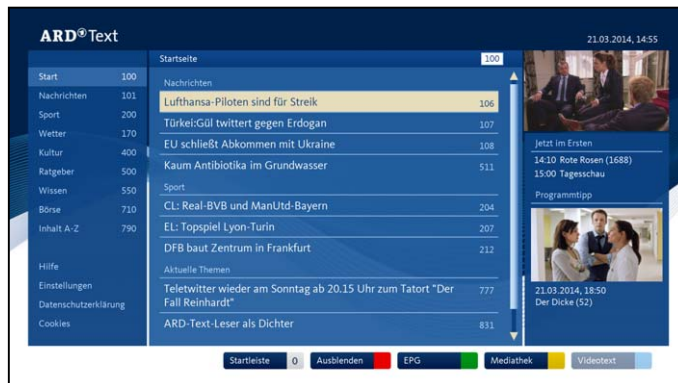 ARD Text
21.03.2014, 14:55
Start 100
Nachrichten 101
Sport 200
Wetter 170
Kultur 400
Ratgeber 500
Wissen 550
Börse 710
Inhalt A-Z 790
Hilfe
Einstellungen
Datenschutzerklärung
Cookies
Startseite 100
Nachrichten
Lufthansa-Piloten sind für Streik 106
Türkei:Gül twittert gegen Erdogan 107
EU schließt Abkommen mit Ukraine 108
Kaum Antibiotika im Grundwasser 511
Sport
CL: Real-BVB und ManUtd-Bayern 204
EL: Topspiel Lyon-Turin 207
DFB baut Zentrum in Frankfurt 212
Aktuelle Themen
Teletwitter wieder am Sonntag ab 20.15 Uhr zum Tatort "Der 777
Fall Reinhardt"
ARD-Text-Leser als Dichter 831
Jetzt im Ersten
14:10 Rote Rosen (1688)
15:00 Tagesschau
Programmtipp
21.03.2014, 18:50
Der Dicke (52)
Startleiste 0 Ausblenden EPG Mediathek Videotext